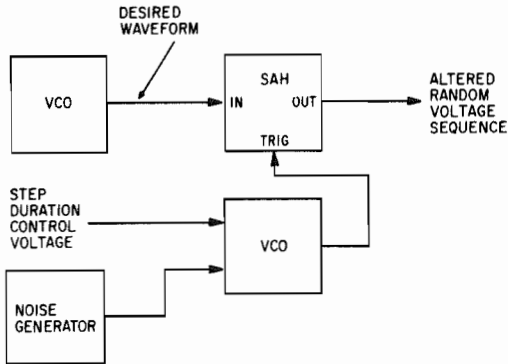 DESIRED
WAVEFORM
VCO
SAH
IN OUT
TRIG
ALTERED
RANDOM
VOLTAGE
SEQUENCE
STEP
DURATION
CONTROL
VOLTAGE
VCO
NOISE
GENERATOR